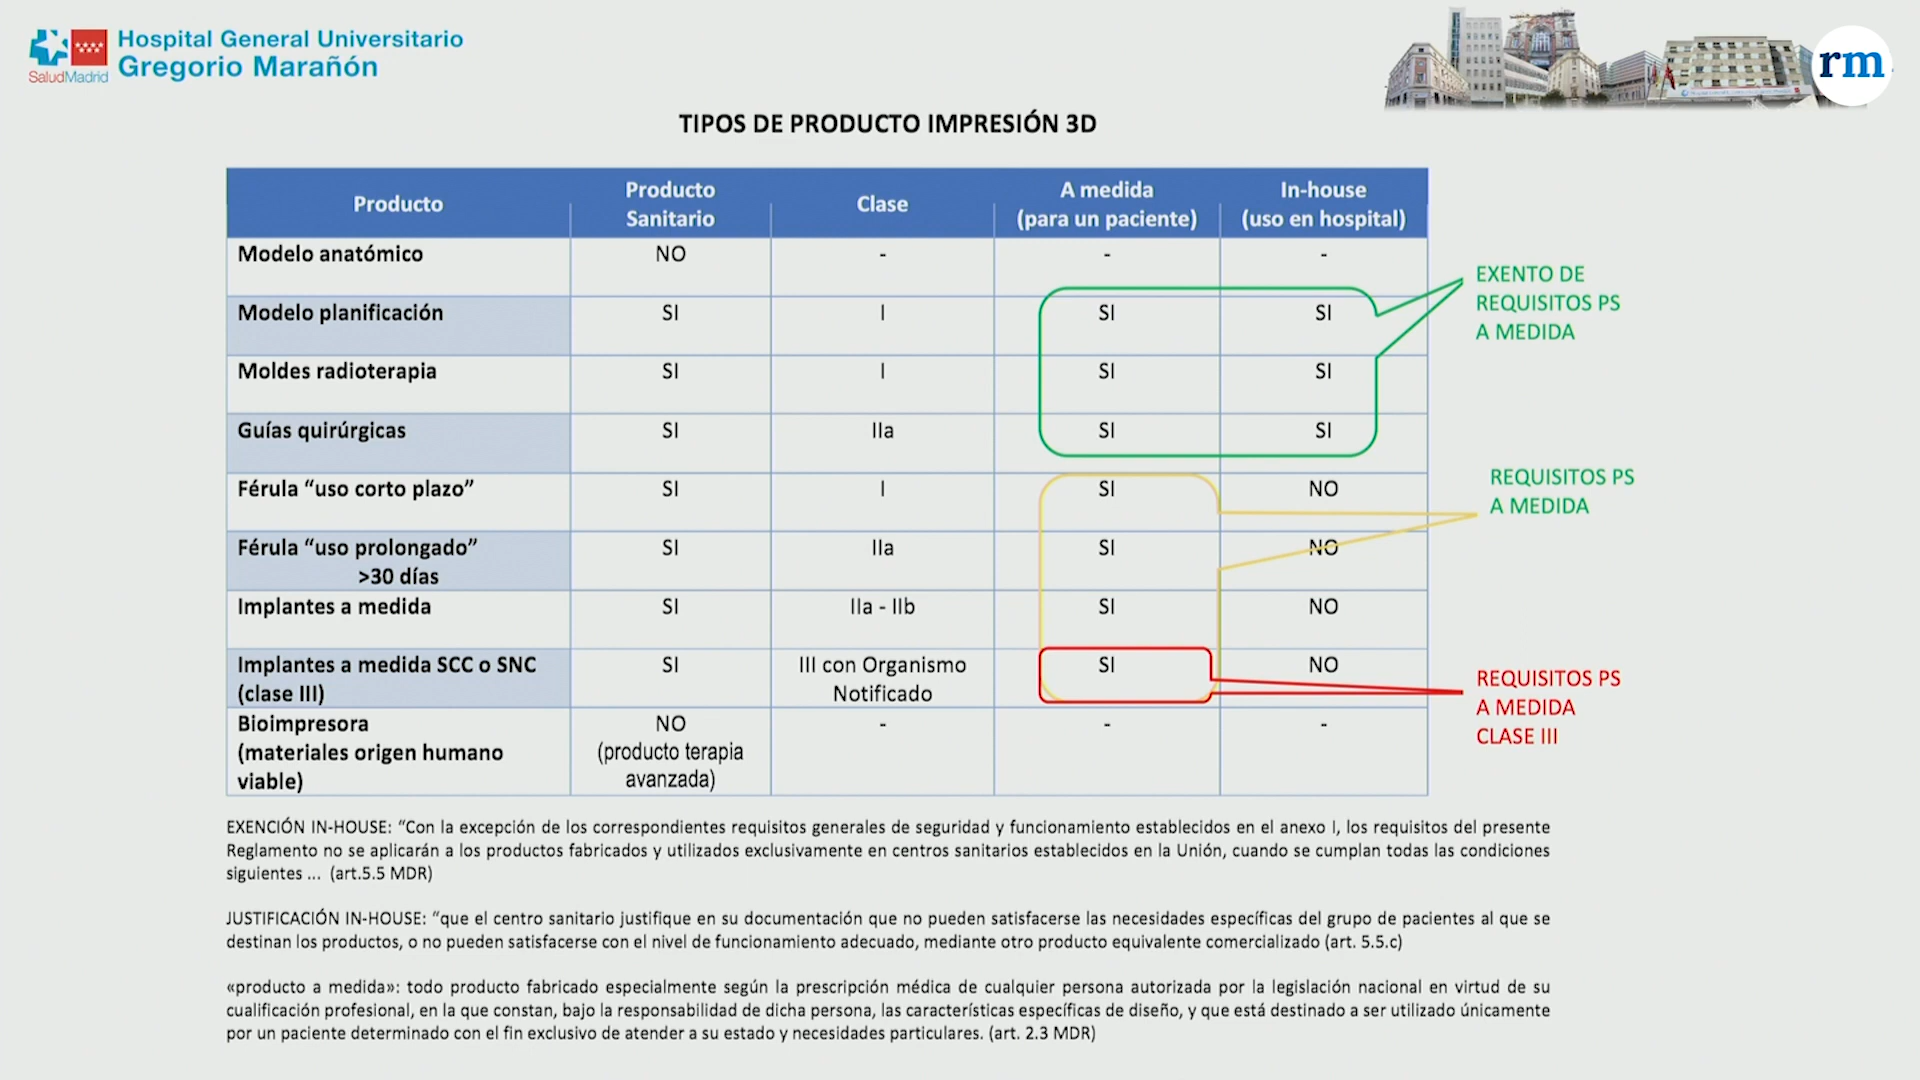 Hospital General Universitario
Gregorio Marañón
SaludMadrid
rm
TIPOS DE PRODUCTO IMPRESIÓN 3D
Producto
Producto
Sanitario
Clase
A medida
(para un paciente)
In-house
(uso en hospital)
Modelo anatómico NO - - -
Modelo planificación SI I SI SI
Moldes radioterapia SI I SI SI
Guías quirúrgicas SI IIa SI SI
Férula “uso corto plazo” SI I SI NO
Férula “uso prolongado” SI IIa SI NO
>30 días
Implantes a medida SI IIa - IIb SI NO
Implantes a medida SCC o SNC SI III con Organismo SI NO
(clase III) Notificado
Bioimpresora NO - - -
(materiales origen humano (producto terapia
viable) avanzada)
EXENTO DE
REQUISITOS PS
A MEDIDA
REQUISITOS PS
A MEDIDA
REQUISITOS PS
A MEDIDA
CLASE III
EXENCIÓN IN-HOUSE: “Con la excepción de los correspondientes requisitos generales de seguridad y funcionamiento establecidos en el anexo I, los requisitos del presente
Reglamento no se aplicarán a los productos fabricados y utilizados exclusivamente en centros sanitarios establecidos en la Unión, cuando se cumplan todas las condiciones
siguientes ... (art.5.5 MDR)
JUSTIFICACIÓN IN-HOUSE: “que el centro sanitario justifique en su documentación que no pueden satisfacerse las necesidades específicas del grupo de pacientes al que se
destinan los productos, o no pueden satisfacerse con el nivel de funcionamiento adecuado, mediante otro producto equivalente comercializado (art. 5.5.c)
«producto a medida»: todo producto fabricado especialmente según la prescripción médica de cualquier persona autorizada por la legislación nacional en virtud de su
cualificación profesional, en la que constan, bajo la responsabilidad de dicha persona, las características específicas de diseño, y que está destinado a ser utilizado únicamente
por un paciente determinado con el fin exclusivo de atender a su estado y necesidades particulares. (art. 2.3 MDR)